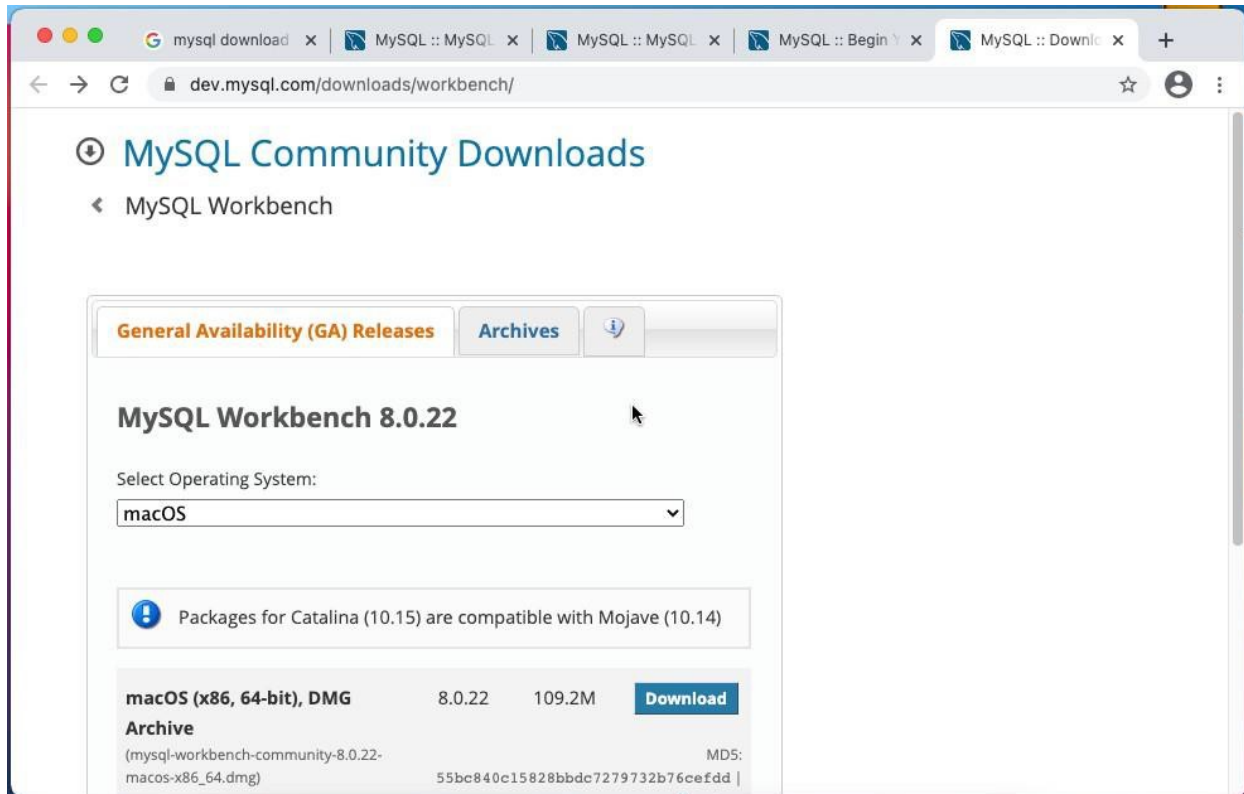 mysql download
MySQL :: MySQL
MySQL :: MySQL
MySQL :: Begin
MySQL :: Downlo
dev.mysql.com/downloads/workbench/
MySQL Community Downloads
MySQL Workbench
General Availability (GA) Releases
Archives
MySQL Workbench 8.0.22
Select Operating System:
macOS
Packages for Catalina (10.15) are compatible with Mojave (10.14)
macOS (x86, 64-bit), DMG 8.0.22 109.2M Download
Archive
(mysql-workbench-community-8.0.22- MD5:
macos-x86_64.dmg) 55bc840c15828bbdc7279732b76cefdd |